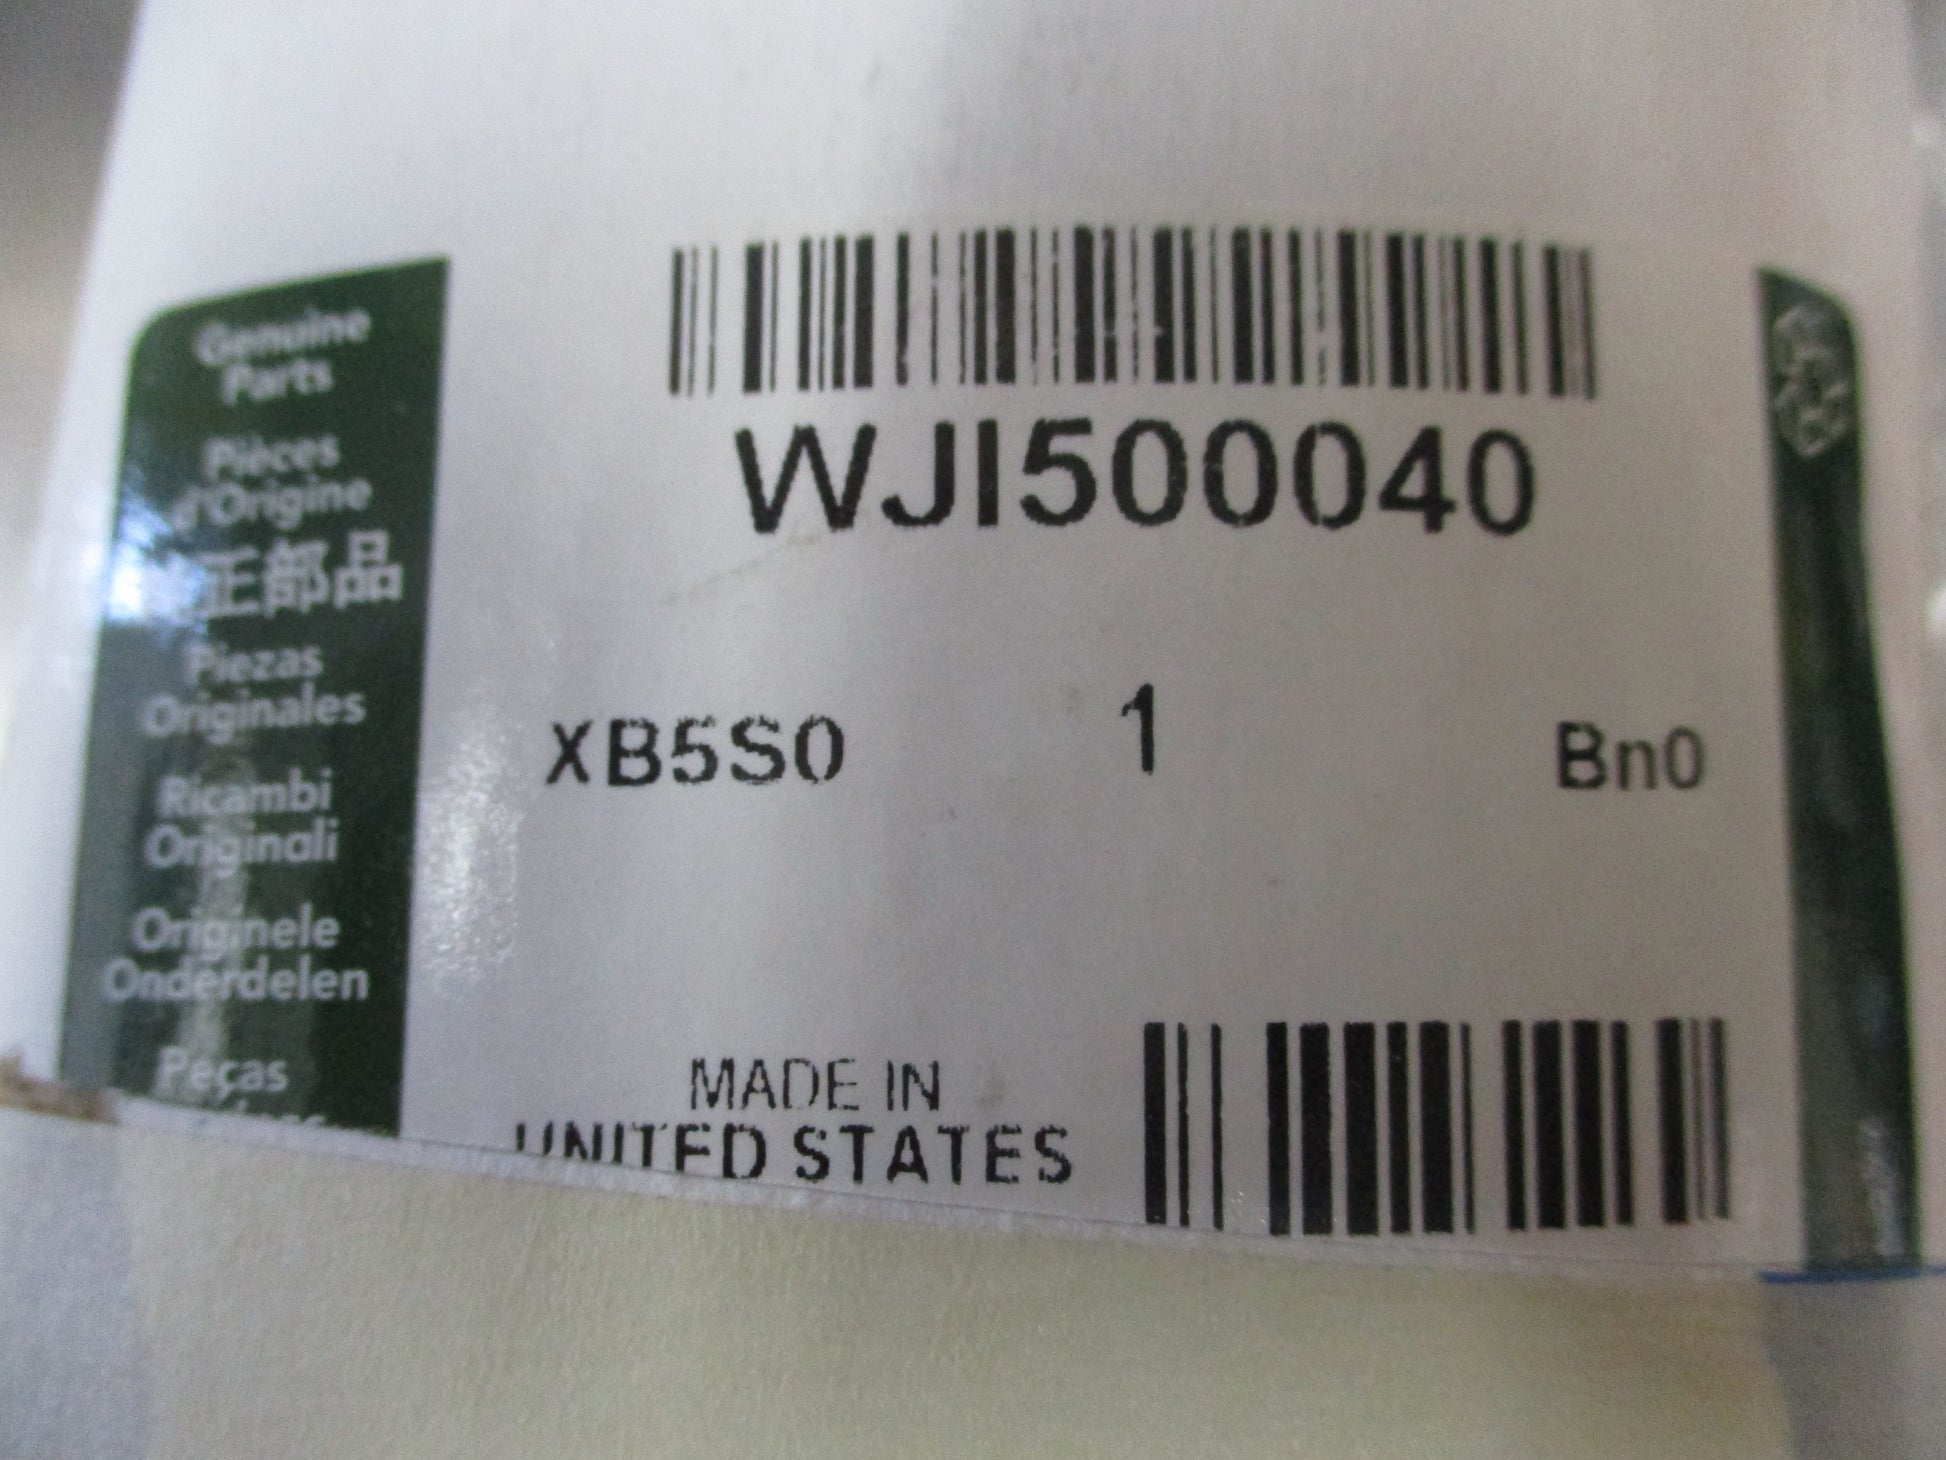 Genuine
Parts
Pièces
d'Origine
正部品
Piezas
Originales
Ricambi
Originali
Originele
Onderdelen
Peças
WJI500040
XB5S0 1 Bn0
MADE IN
UNITED STATES